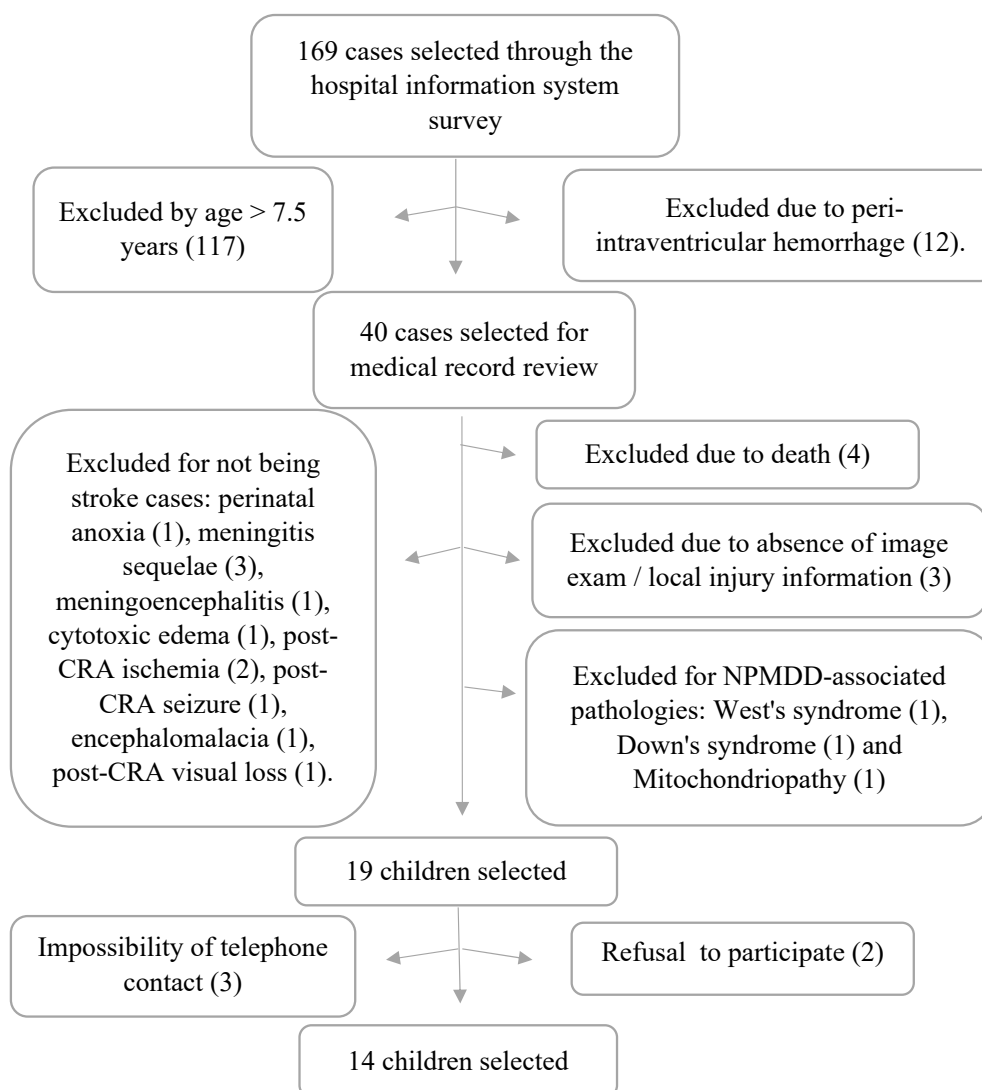 169 cases selected through the
hospital information system
survey
Excluded by age > 7.5
years (117)
Excluded due to peri-
intraventricular hemorrhage (12).
40 cases selected for
medical record review
Excluded for not being
stroke cases: perinatal
anoxia (1), meningitis
sequelae (3),
meningoencephalitis (1),
cytotoxic edema (1), post-
CRA ischemia (2), post-
CRA seizure (1),
encephalomalacia (1),
post-CRA visual loss (1).
Excluded due to death (4)
Excluded due to absence of image
exam / local injury information (3)
Excluded for NPMDD-associated
pathologies: West's syndrome (1),
Down's syndrome (1) and
Mitochondriopathy (1)
19 children selected
Impossibility of telephone
contact (3)
Refusal to participate (2)
14 children selected